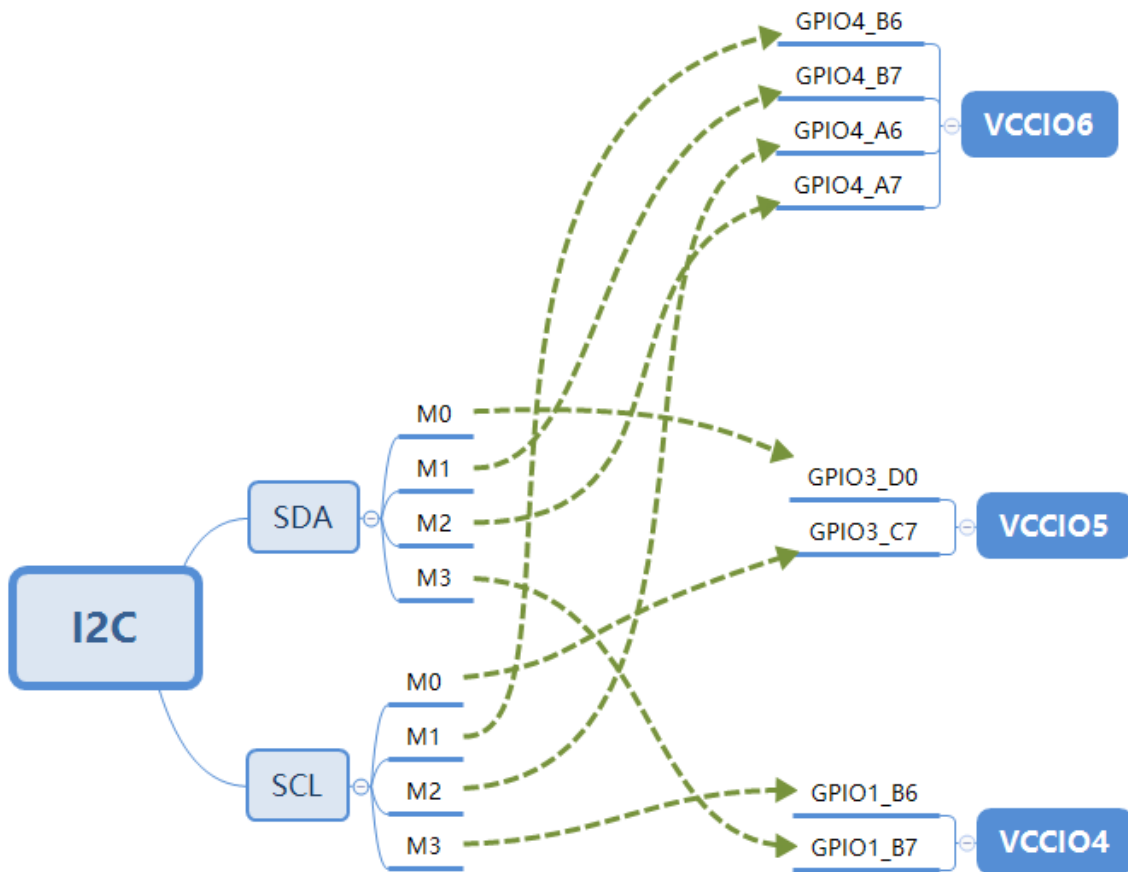 GPIO4_B6
GPIO4_B7
VCCIO6
GPIO4_A6
GPIO4_A7
M0
M1
SDA
M2
M3
GPIO3_D0
VCCIO5
GPIO3_C7
I2C
M0
M1
SCL
M2
M3
GPIO1_B6
VCCIO4
GPIO1_B7